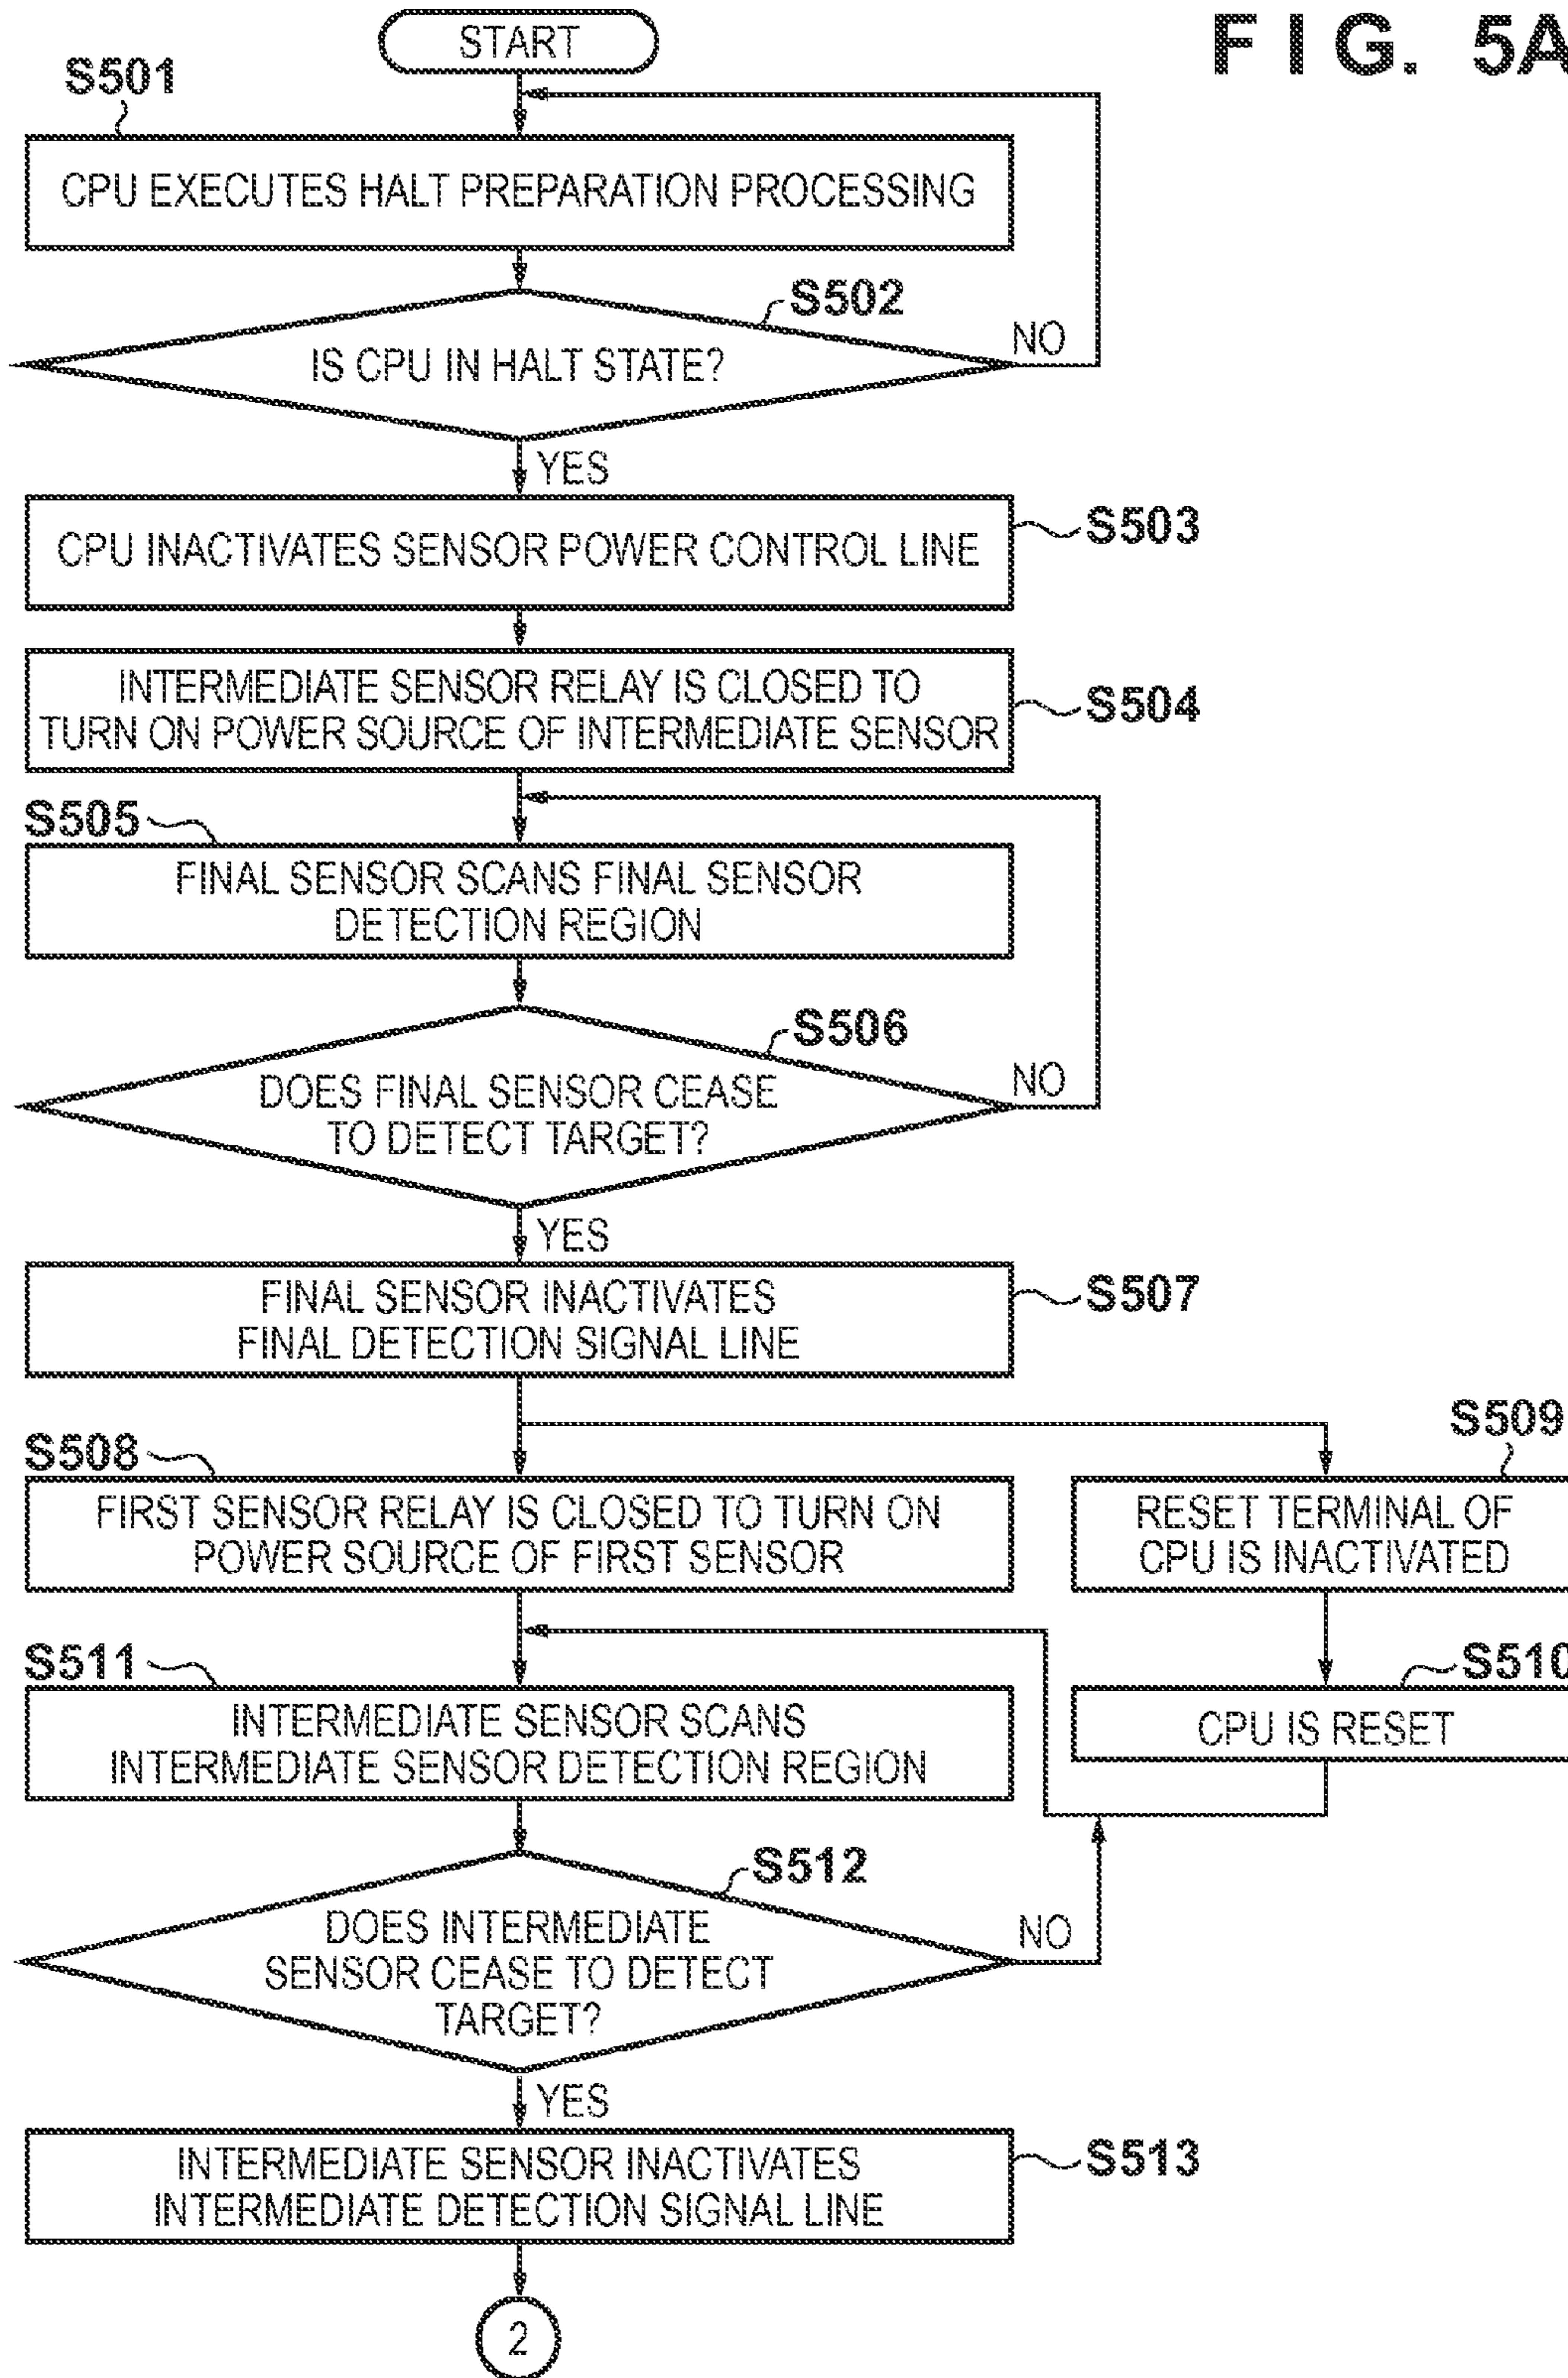 FIG. 5A
START
S501
CPU EXECUTES HALT PREPARATION PROCESSING
S502
IS CPU IN HALT STATE?
NO
YES
CPU INACTIVATES SENSOR POWER CONTROL LINE
S503
INTERMEDIATE SENSOR RELAY IS CLOSED TO
TURN ON POWER SOURCE OF INTERMEDIATE SENSOR
S504
S505
FINAL SENSOR SCANS FINAL SENSOR
DETECTION REGION
S506
DOES FINAL SENSOR CEASE
TO DETECT TARGET?
NO
YES
FINAL SENSOR INACTIVATES
FINAL DETECTION SIGNAL LINE
S507
S508
FIRST SENSOR RELAY IS CLOSED TO TURN ON
POWER SOURCE OF FIRST SENSOR
S509
RESET TERMINAL OF
CPU IS INACTIVATED
S510
CPU IS RESET
S511
INTERMEDIATE SENSOR SCANS
INTERMEDIATE SENSOR DETECTION REGION
S512
DOES INTERMEDIATE
SENSOR CEASE TO DETECT
TARGET?
NO
YES
INTERMEDIATE SENSOR INACTIVATES
INTERMEDIATE DETECTION SIGNAL LINE
S513
2